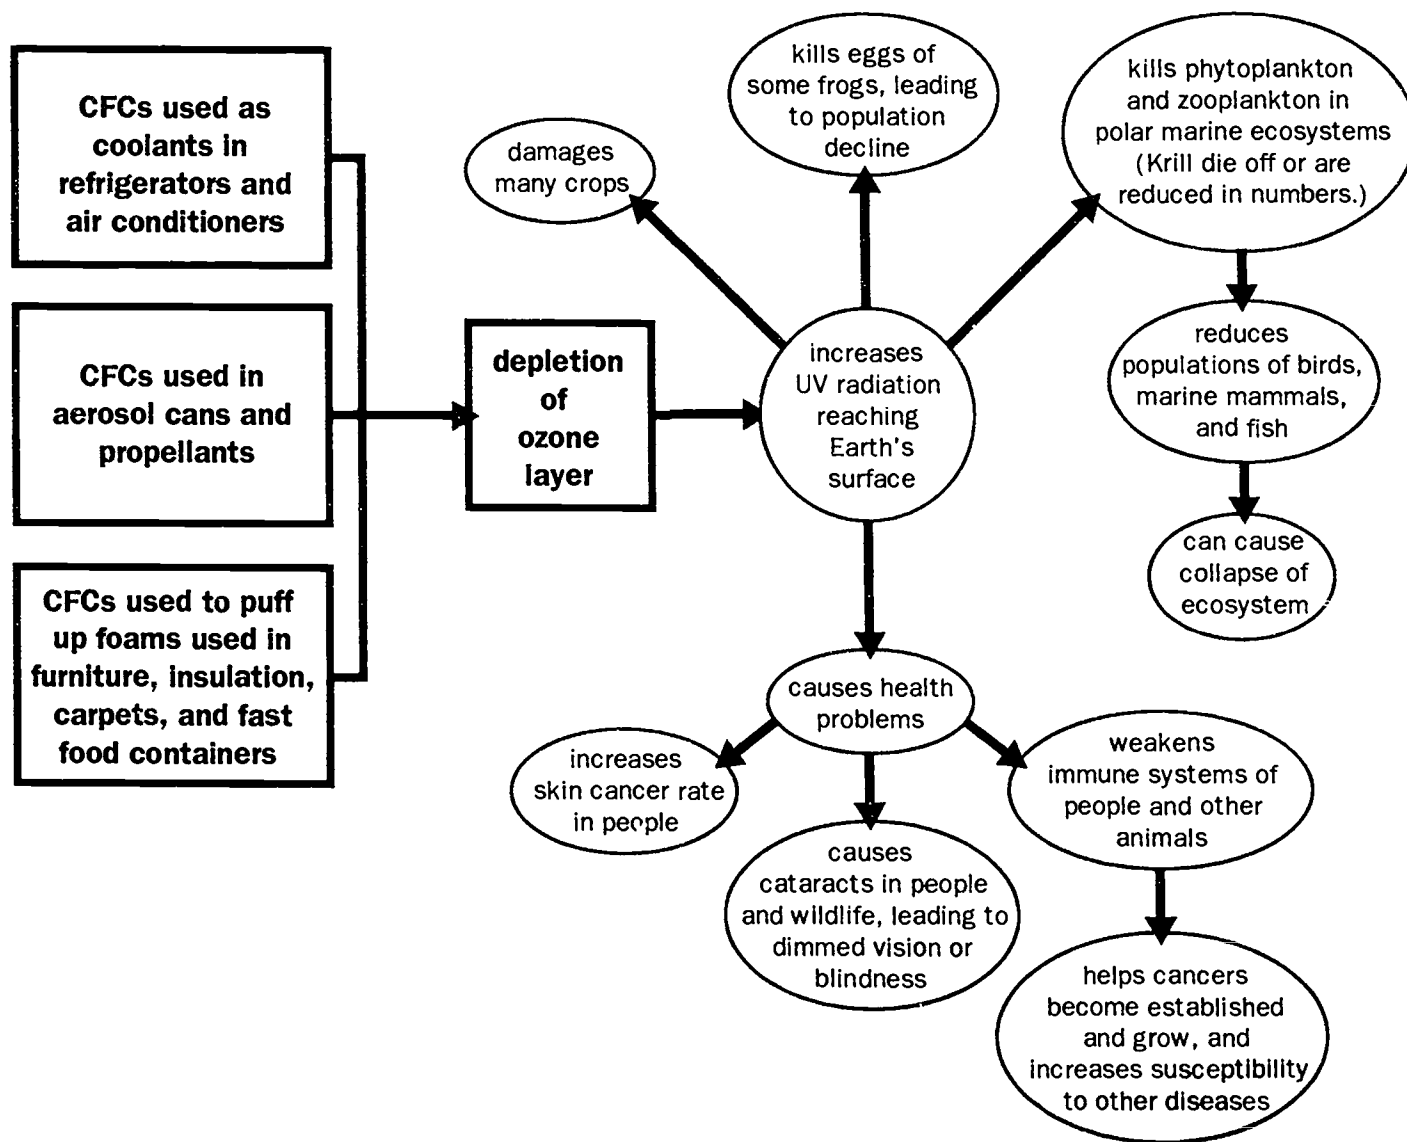 CFCs used as
coolants in
refrigerators and
air conditioners
CFCs used in
aerosol cans and
propellants
CFCs used to puff
up foams used in
furniture, insulation,
carpets, and fast
food containers
depletion
of
ozone
layer
increases
UV radiation
reaching
Earth's
surface
damages
many crops
kills eggs of
some frogs, leading
to population
decline
kills phytoplankton
and zooplankton in
polar marine ecosystems
(Krill die off or are
reduced in numbers.)
reduces
populations of birds,
marine mammals,
and fish
can cause
collapse of
ecosystem
causes health
problems
increases
skin cancer rate
in people
causes
cataracts in people
and wildlife, leading to
dimmed vision or
blindness
weakens
immune systems of
people and other
animals
helps cancers
become established
and grow, and
increases susceptibility
to other diseases